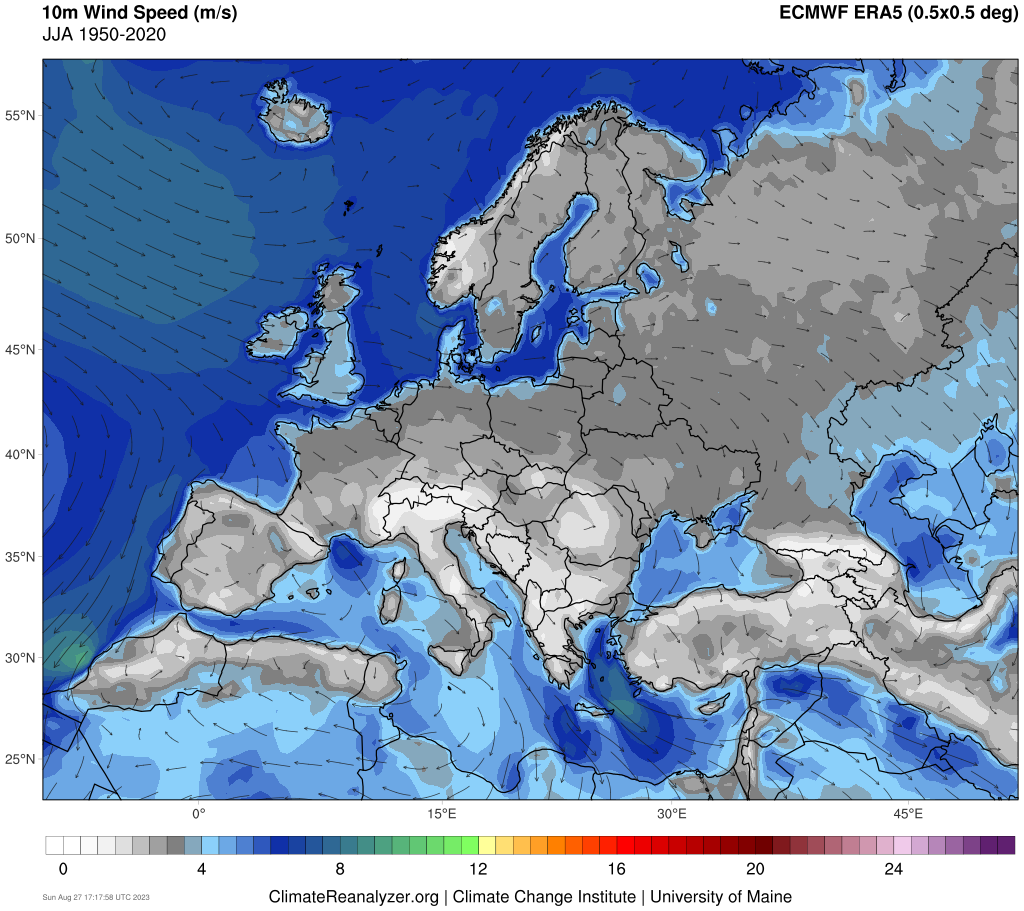 10m Wind Speed (m/s)
ECMWF ERA5 (0.5x0.5 deg)
JJA 1950-2020
55°N
50°N
45°N
40°N
35°N
30°N
25°N
0° 15°E 30°E 45°E
0 4 8 12 16 20 24
Sun Aug 27 17:17:58 UTC 2023
ClimateReanalyzer.org | Climate Change Institute | University of Maine